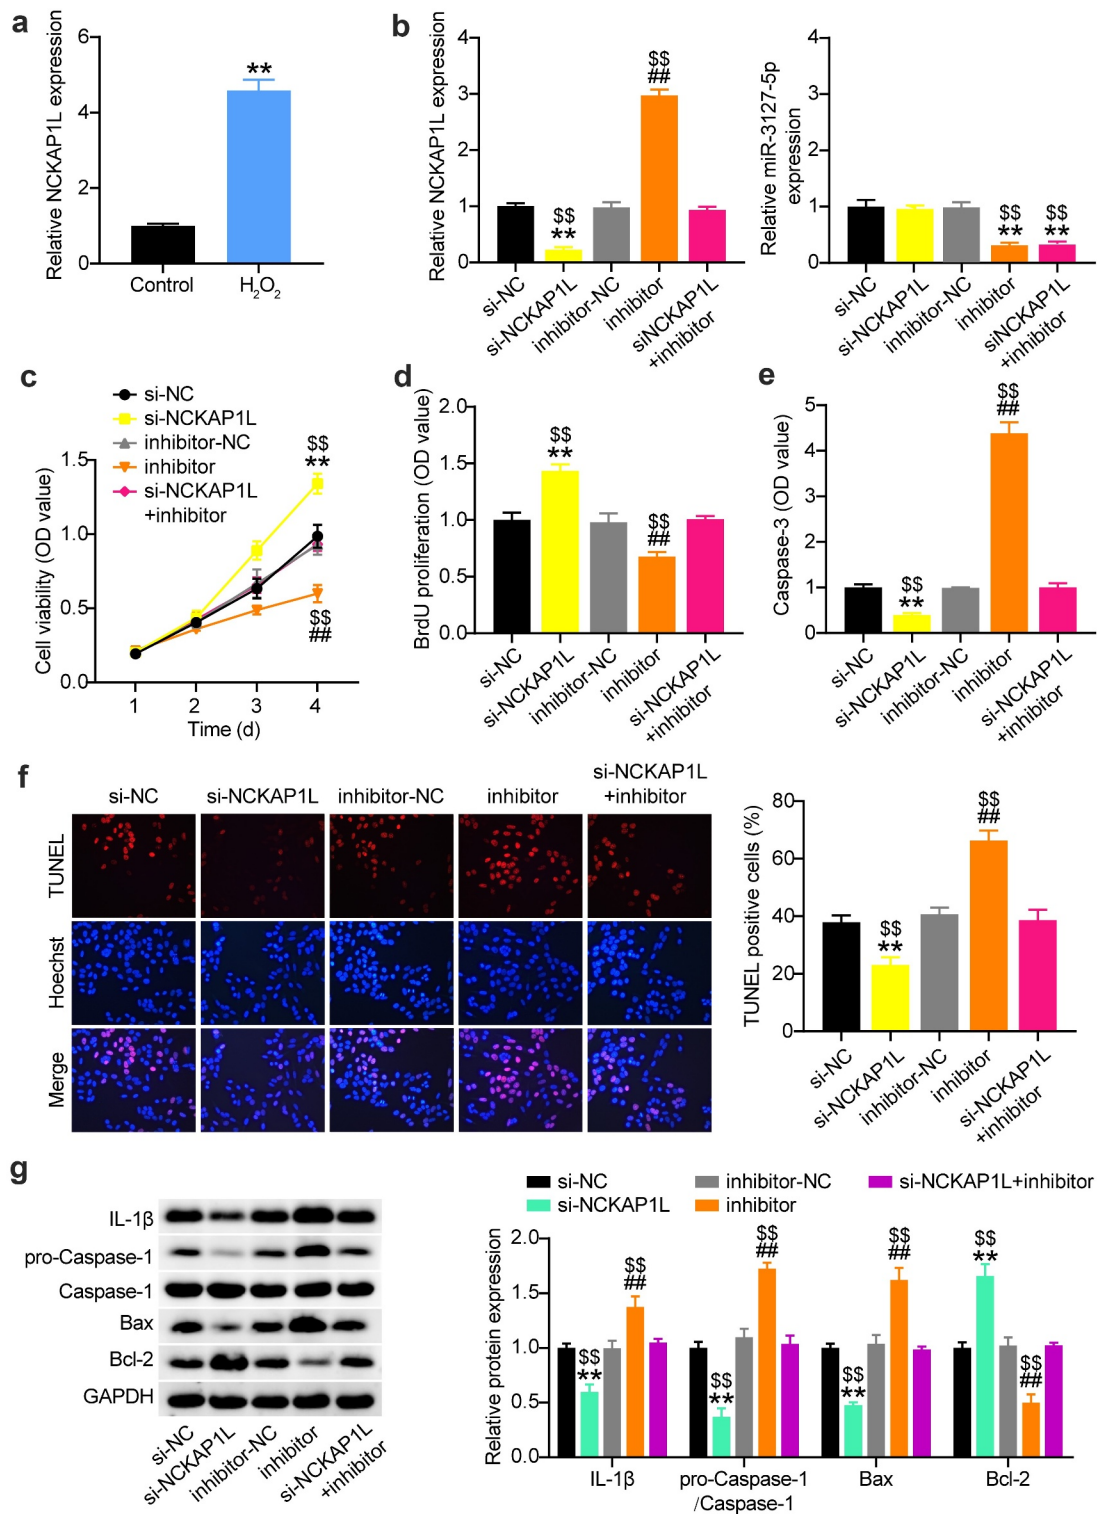 a
Relative NCKAP1L expression
6
4
2
0
**
Control
H2O2
b
Relative NCKAP1L expression
4
3
2
1
0
$$
**
$$
##
si-NC
si-NCKAP1L
inhibitor-NC
inhibitor
siNCKAP1L
+inhibitor
Relative miR-3127-5p
expression
4
3
2
1
0
$$
**
$$
**
si-NC
si-NCKAP1L
inhibitor-NC
inhibitor
siNCKAP1L
+inhibitor
c
si-NC
si-NCKAP1L
inhibitor-NC
inhibitor
si-NCKAP1L
+inhibitor
Cell viability (OD value)
1.5
1.0
0.5
0.0
$$
**
$$
##
1 2 3 4
Time (d)
d
BrdU proliferation (OD value)
2.0
1.5
1.0
0.5
0.0
$$
**
$$
##
si-NC
si-NCKAP1L
inhibitor-NC
inhibitor
si-NCKAP1L
+inhibitor
e
Caspase-3 (OD value)
5
4
3
2
1
0
$$
**
$$
##
si-NC
si-NCKAP1L
inhibitor-NC
inhibitor
si-NCKAP1L
+inhibitor
f
si-NC
si-NCKAP1L
inhibitor-NC
inhibitor
si-NCKAP1L
+inhibitor
TUNEL
Hoechst
Merge
TUNEL positive cells (%)
80
60
40
20
0
$$
**
$$
##
si-NC
si-NCKAP1L
inhibitor-NC
inhibitor
si-NCKAP1L
+inhibitor
g
IL-1β
pro-Caspase-1
Caspase-1
Bax
Bcl-2
GAPDH
si-NC
si-NCKAP1L
inhibitor-NC
inhibitor
si-NCKAP1L
+inhibitor
si-NC
si-NCKAP1L
inhibitor-NC
inhibitor
si-NCKAP1L+inhibitor
Relative protein expression
2.0
1.5
1.0
0.5
0.0
$$
**
$$
##
$$
**
$$
##
$$
**
$$
##
$$
**
$$
##
IL-1β
pro-Caspase-1
/Caspase-1
Bax
Bcl-2